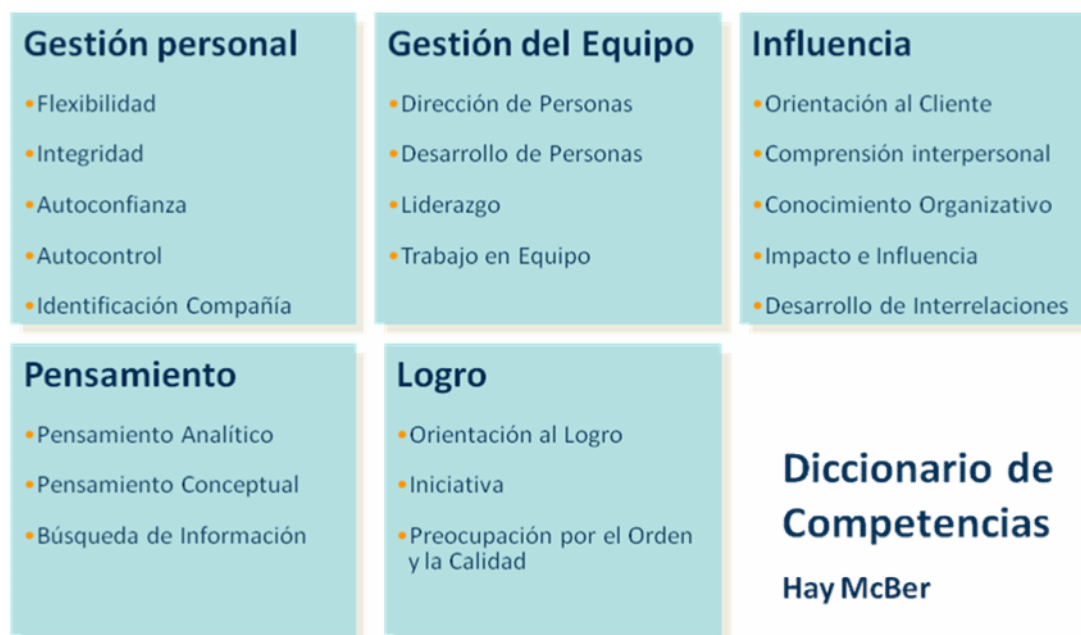 Gestión personal
•Flexibilidad
•Integridad
•Autoconfianza
•Autocontrol
•Identificación Compañía
Gestión del Equipo
•Dirección de Personas
•Desarrollo de Personas
•Liderazgo
•Trabajo en Equipo
Influencia
•Orientación al Cliente
•Comprensión interpersonal
•Conocimiento Organizativo
•Impacto e Influencia
•Desarrollo de Interrelaciones
Pensamiento
•Pensamiento Analítico
•Pensamiento Conceptual
•Búsqueda de Información
Logro
•Orientación al Logro
•Iniciativa
•Preocupación por el Orden
y la Calidad
Diccionario de
Competencias
Hay McBer